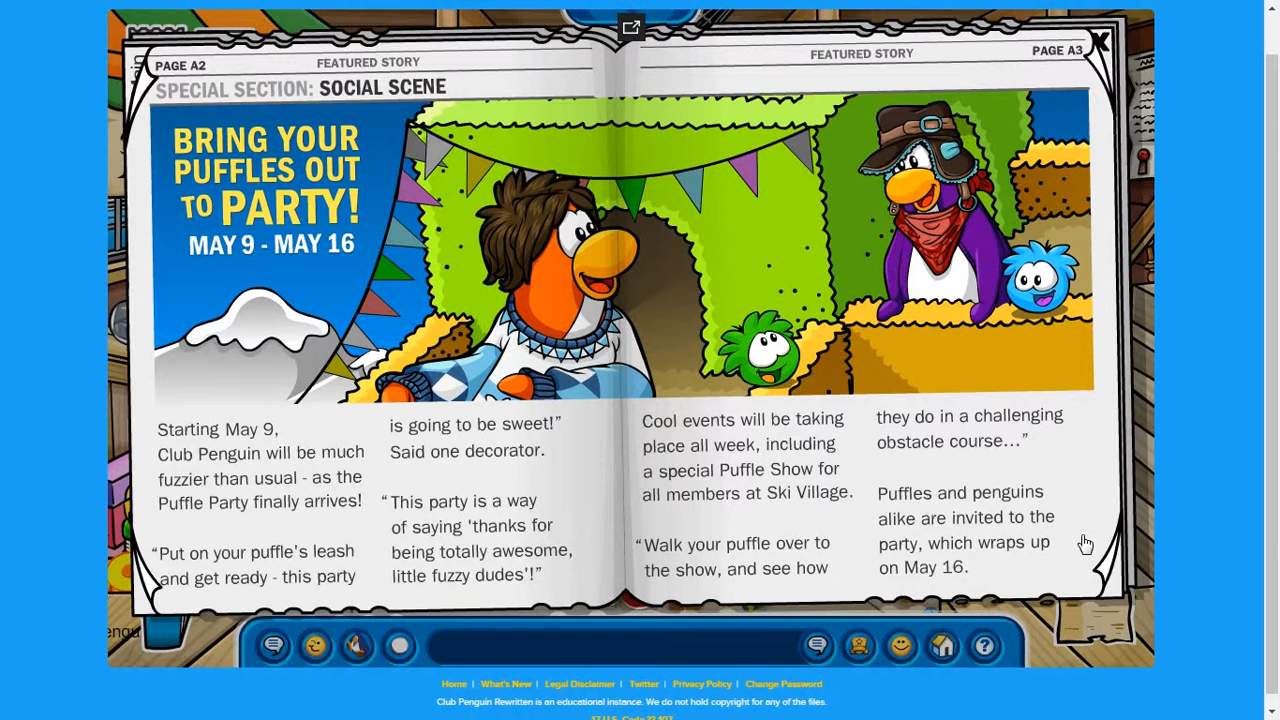 PAGE A2
FEATURED STORY
SPECIAL SECTION: SOCIAL SCENE
BRING YOUR
PUFFLES OUT
TO PARTY!
MAY 9 - MAY 16
Starting May 9,
Club Penguin will be much
fuzzier than usual - as the
Puffle Party finally arrives!
“Put on your puffle's leash
and get ready - this party
is going to be sweet!”
Said one decorator.
“This party is a way
of saying 'thanks for
being totally awesome,
little fuzzy dudes'!”
FEATURED STORY
PAGE A3
X
Cool events will be taking
place all week, including
a special Puffle Show for
all members at Ski Village.
“Walk your puffle over to
the show, and see how
they do in a challenging
obstacle course…”
Puffles and penguins
alike are invited to the
party, which wraps up
on May 16.
engu
?
Home | What's New | Legal Disclaimer | Twitter | Privacy Policy | Change Password
Club Penguin Rewritten is an educational instance. We do not hold copyright for any of the files.